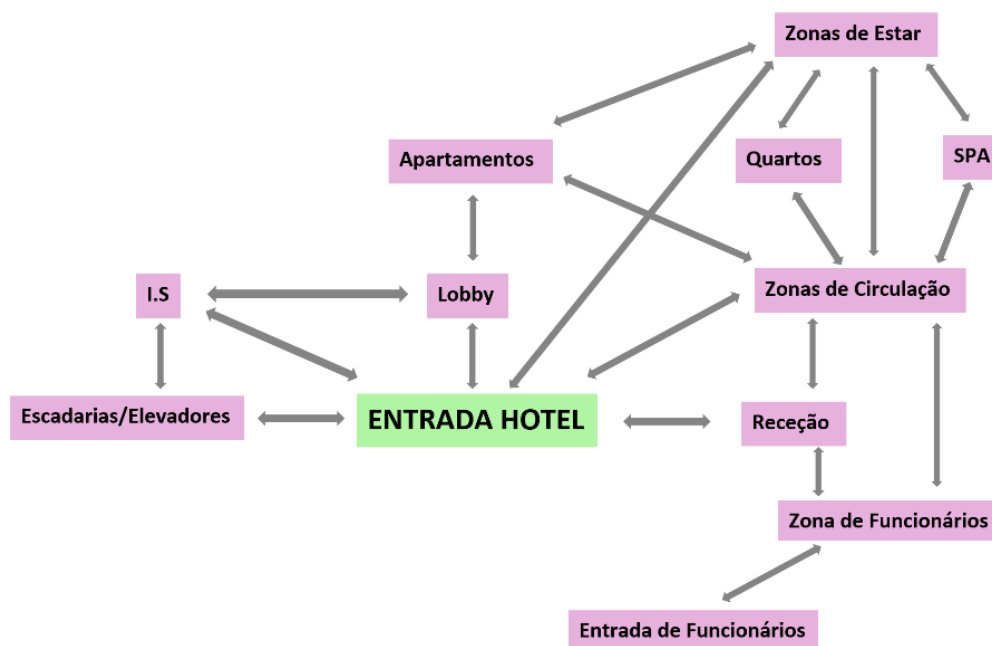 Zonas de Estar
Apartamentos
Quartos
SPA
I.S
Lobby
Zonas de Circulação
Escadarias/Elevadores
ENTRADA HOTEL
Receção
Zona de Funcionários
Entrada de Funcionários